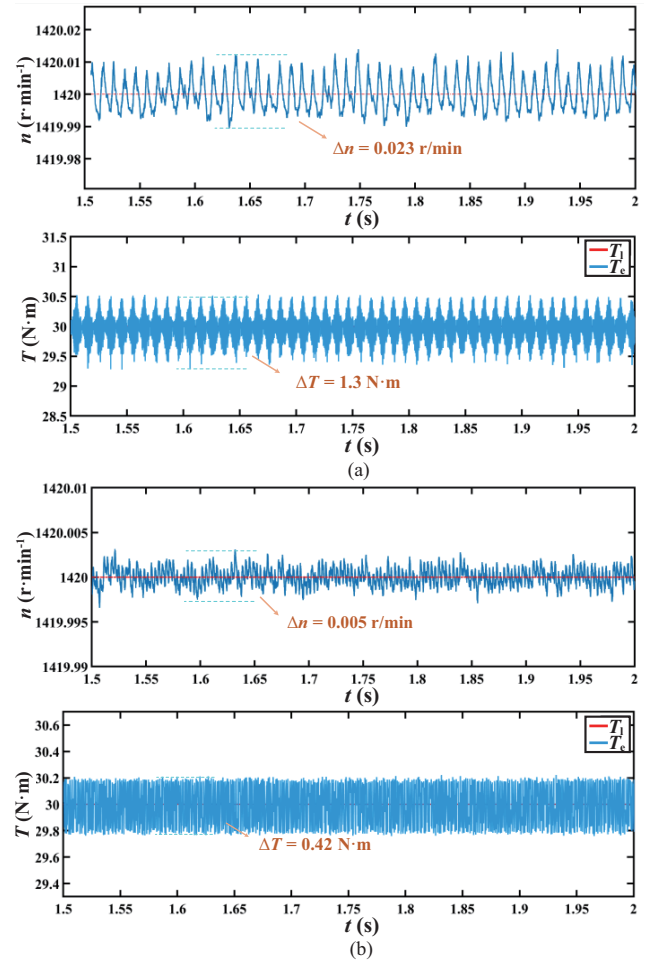 1420.02
1420.01
1420
1419.99
1419.98
n (r·min-1)
Δn = 0.023 r/min
1.5 1.55 1.6 1.65 1.7 1.75 1.8 1.85 1.9 1.95 2
t (s)
31.5
31
30.5
30
29.5
29
28.5
T (N·m)
Tl
Te
ΔT = 1.3 N·m
1.5 1.55 1.6 1.65 1.7 1.75 1.8 1.85 1.9 1.95 2
t (s)
(a)
1420.01
1420.005
1420
1419.995
1419.99
n (r·min-1)
Δn = 0.005 r/min
1.5 1.55 1.6 1.65 1.7 1.75 1.8 1.85 1.9 1.95 2
t (s)
30.6
30.4
30.2
30
29.8
29.6
29.4
T (N·m)
Tl
Te
ΔT = 0.42 N·m
1.5 1.55 1.6 1.65 1.7 1.75 1.8 1.85 1.9 1.95 2
t (s)
(b)